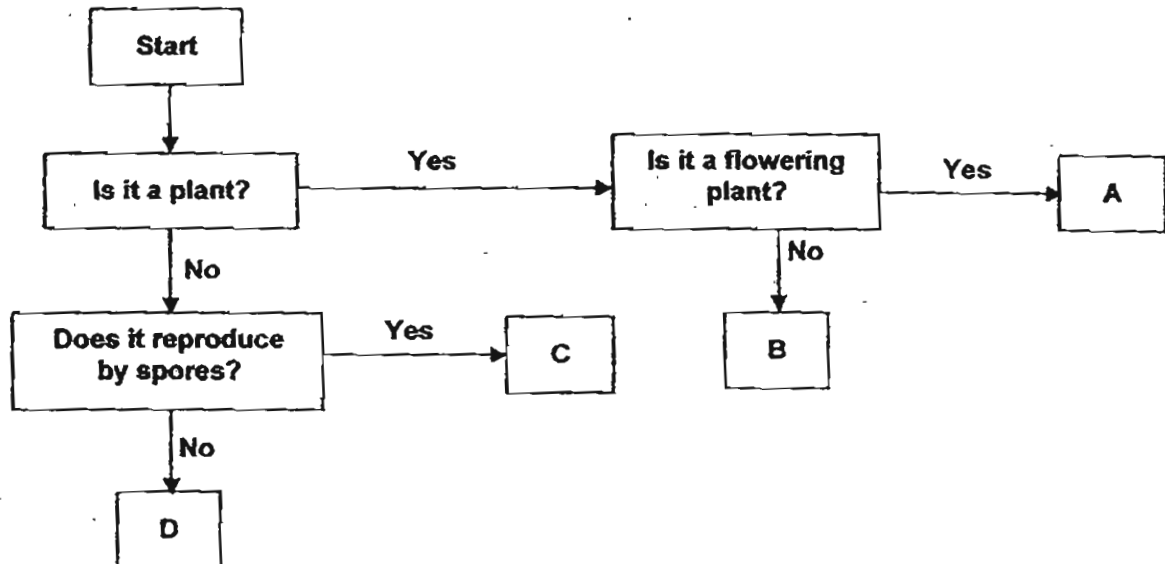 Start
Is it a plant?
Yes
Is it a flowering
plant?
Yes
A
No
No
Does it reproduce
by spores?
Yes
C
B
No
D